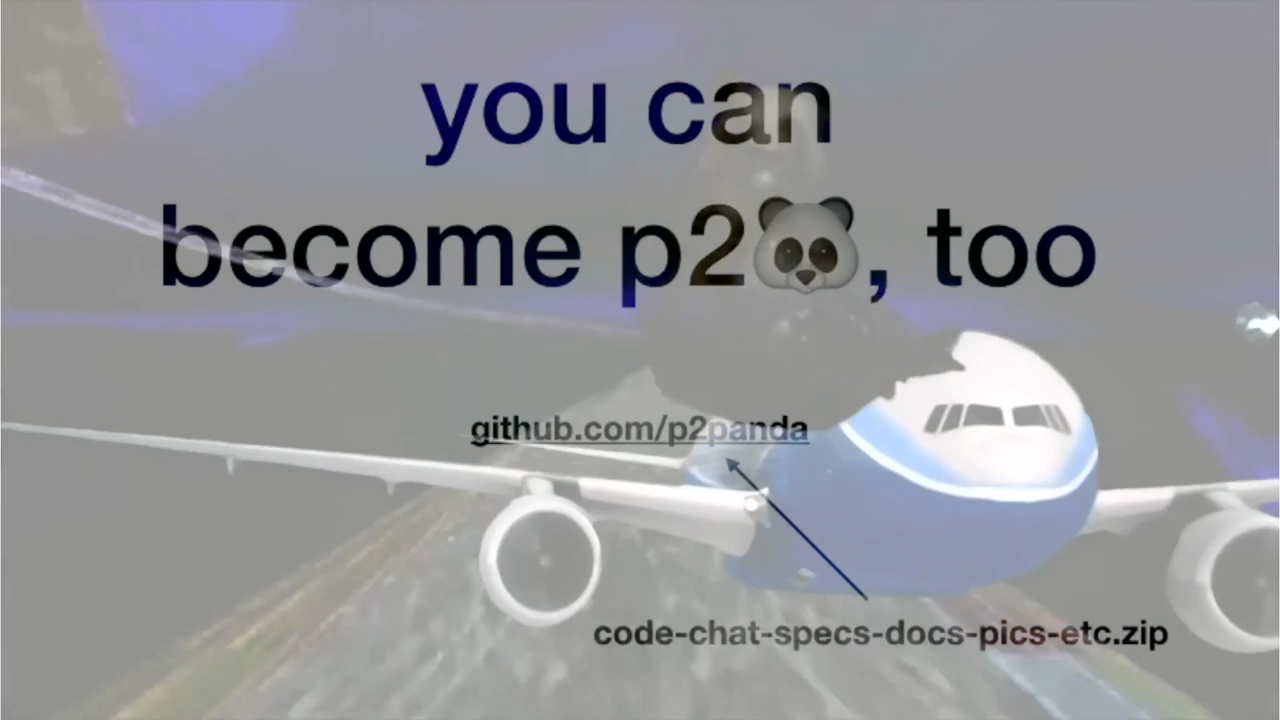 you can
become p2🐼, too
github.com/p2panda
code-chat-specs-docs-pics-etc.zip